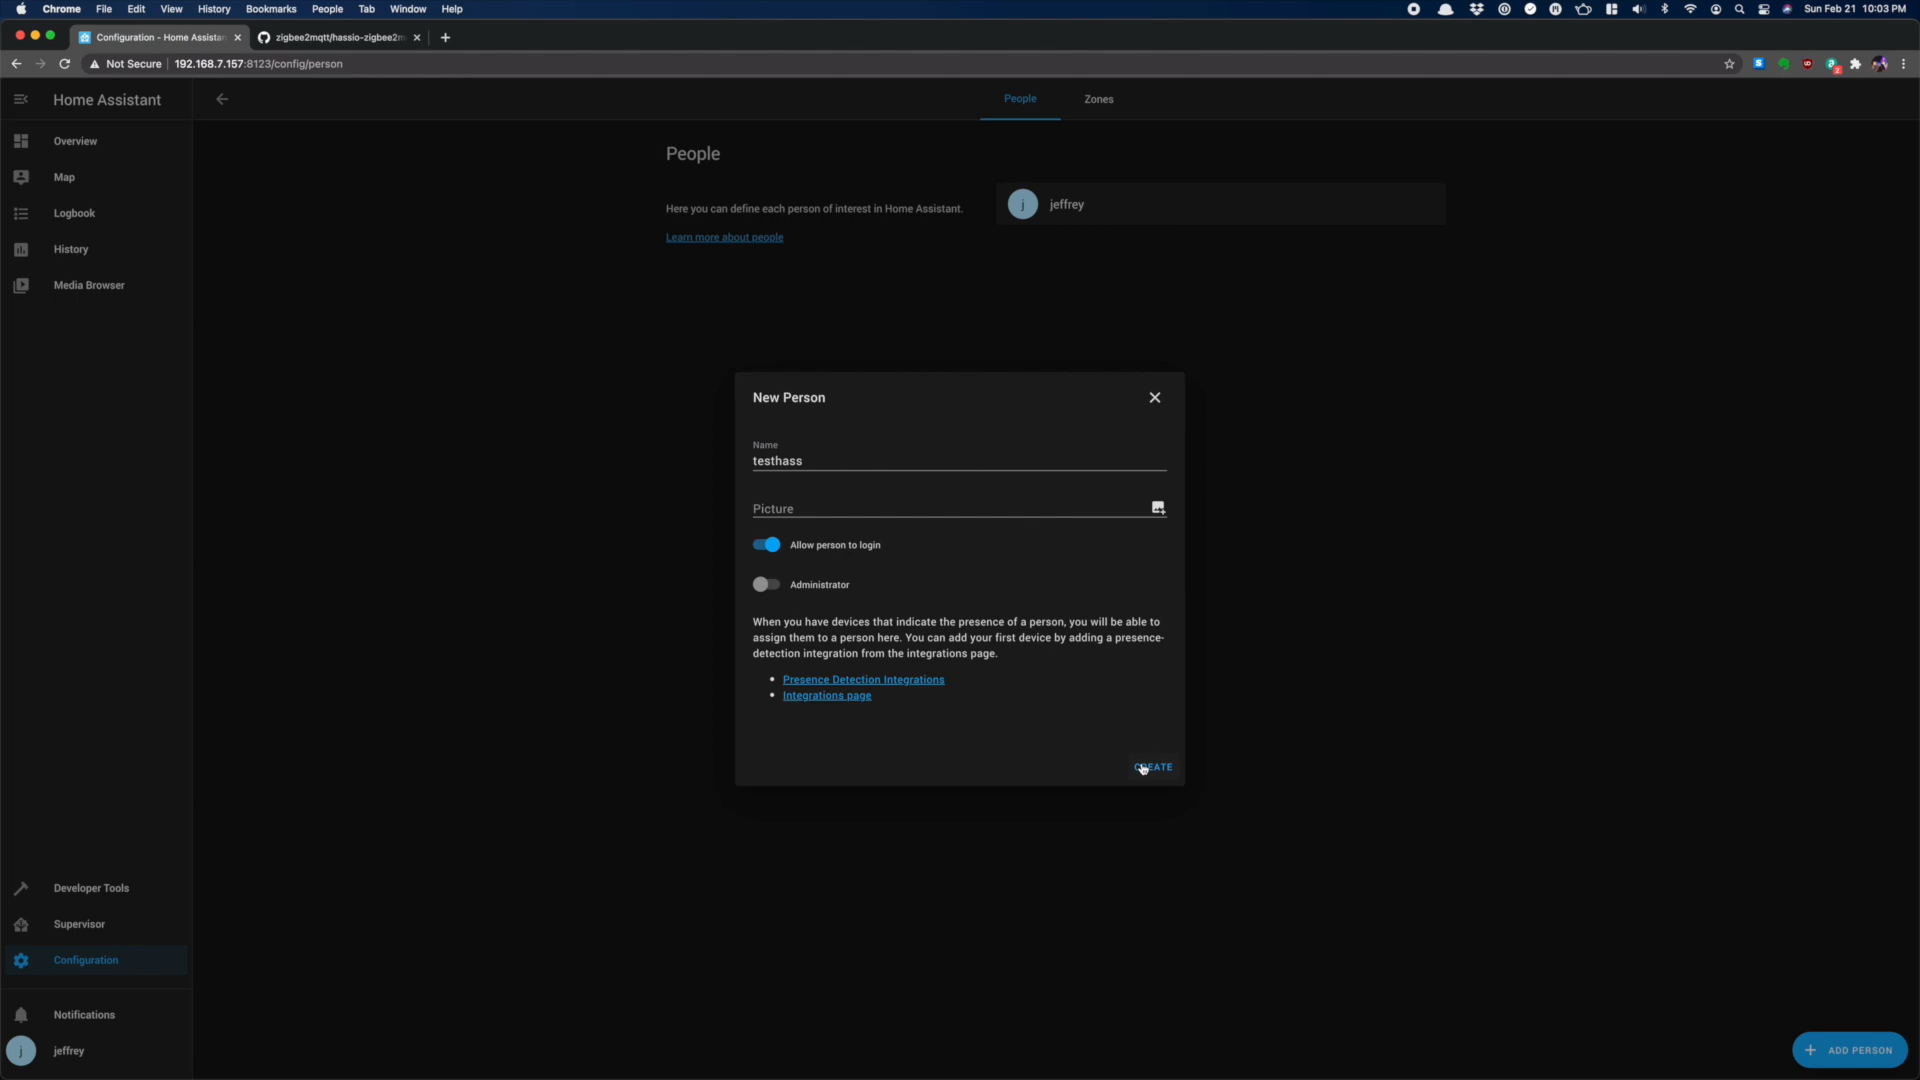 Chrome File Edit View History Bookmarks People Tab Window Help
Sun Feb 21 10:03 PM
Configuration - Home Assistan
zigbee2mqtt/hassio-zigbee2m
Not Secure 192.168.7.157:8123/config/person
2
Home Assistant
People
Zones
Overview
Map
Logbook
History
Media Browser
People
Here you can define each person of interest in Home Assistant.
Learn more about people
j jeffrey
New Person
Name
testhass
Picture
Allow person to login
Administrator
When you have devices that indicate the presence of a person, you will be able to
assign them to a person here. You can add your first device by adding a presence-
detection integration from the integrations page.
Presence Detection Integrations
Integrations page
CREATE
Developer Tools
Supervisor
Configuration
Notifications
j jeffrey
ADD PERSON